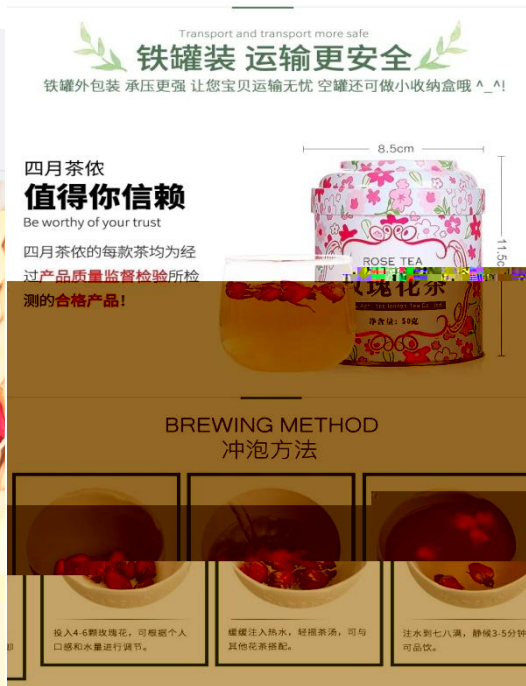 Transport and transport more safe
铁罐装 运输更安全
铁罐外包装 承压更强 让您宝贝运输无忧 空罐还可做小收纳盒哦 ^_^!
8.5cm
四月茶侬
值得你信赖
Be worthy of your trust
四月茶侬的每款茶均为经
过产品质量监督检验所检
测的合格产品!
11.5c
ROSE TEA
玫瑰花茶
净含量: 50克
BREWING METHOD
冲泡方法
投入4-6颗玫瑰花，可根据个人
口感和水量进行调节。
缓缓注入热水，轻摇茶汤，可与
其他花茶搭配。
注水到七八满，静候3-5分钟
可品饮。